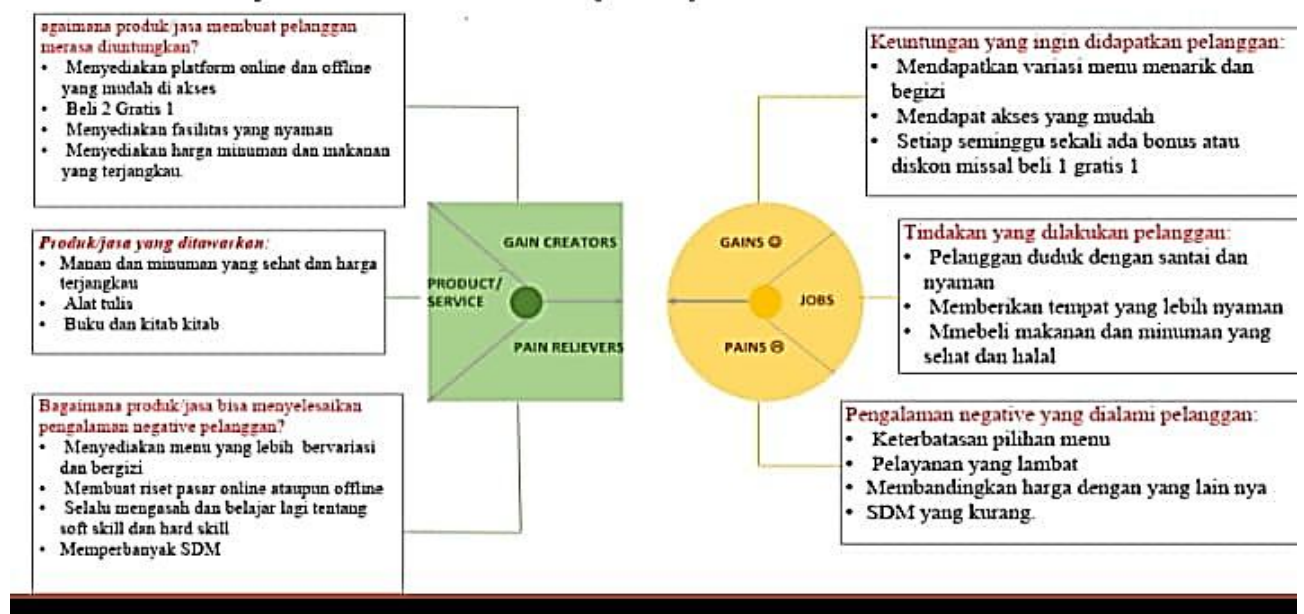 agaimana produk/jasa membuat pelanggan
merasa diuntungkan?
• Menyediakan platform online dan offline
yang mudah di akses
• Beli 2 Gratis 1
• Menyediakan fasilitas yang nyaman
• Menyediakan harga minuman dan makanan
yang terjangkau.
Produk/jasa yang ditawarkan:
• Manan dan minuman yang sehat dan harga
terjangkau
• Alat tulis
• Buku dan kitab kitab
Bagaimana produk/jasa bisa menyelesaikan
pengalaman negative pelanggan?
• Menyediakan menu yang lebih bervariasi
dan bergizi
• Membuat riset pasar online ataupun offline
• Selalu mengasah dan belajar lagi tentang
soft skill dan hard skill
• Memperbanyak SDM
GAIN CREATORS
PRODUCT/
SERVICE
PAIN RELIEVERS
GAINS ☺
JOBS
PAINS ☹
Keuntungan yang ingin didapatkan pelanggan:
• Mendapatkan variasi menu menarik dan
begizi
• Mendapat akses yang mudah
• Setiap seminggu sekali ada bonus atau
diskon missal beli 1 gratis 1
Tindakan yang dilakukan pelanggan:
• Pelanggan duduk dengan santai dan
nyaman
• Memberikan tempat yang lebih nyaman
• Mmebeli makanan dan minuman yang
sehat dan halal
Pengalaman negative yang dialami pelanggan:
• Keterbatasan pilihan menu
• Pelayanan yang lambat
• Membandingkan harga dengan yang lain nya
• SDM yang kurang.